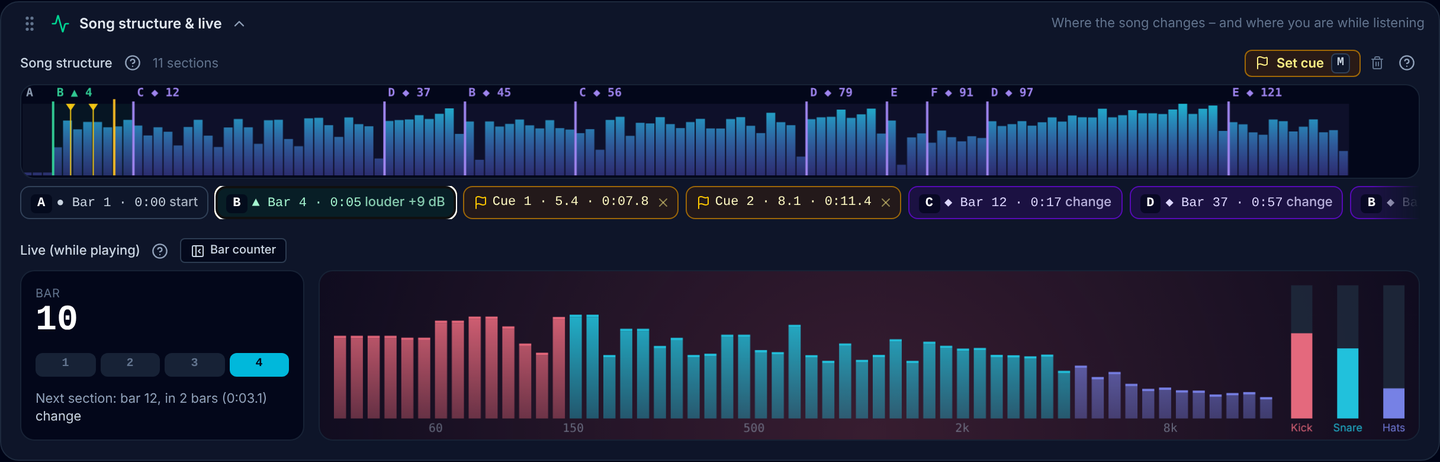 Song structure & live
Where the song changes – and where you are while listening
Song structure ? 11 sections
Set cue M ?
A B ▲ 4 C ◆ 12 D ◆ 37 B ◆ 45 C ◆ 56 D ◆ 79 E F ◆ 91 D ◆ 97 E ◆ 121
A ● Bar 1 · 0:00 start
B ▲ Bar 4 · 0:05 louder +9 dB
Cue 1 · 5.4 · 0:07.8 ×
Cue 2 · 8.1 · 0:11.4 ×
C ◆ Bar 12 · 0:17 change
D ◆ Bar 37 · 0:57 change
B ◆ Ba
Live (while playing) ? Bar counter
BAR
10
1 2 3 4
Next section: bar 12, in 2 bars (0:03.1)
change
60 150 500 2k 8k
Kick Snare Hats